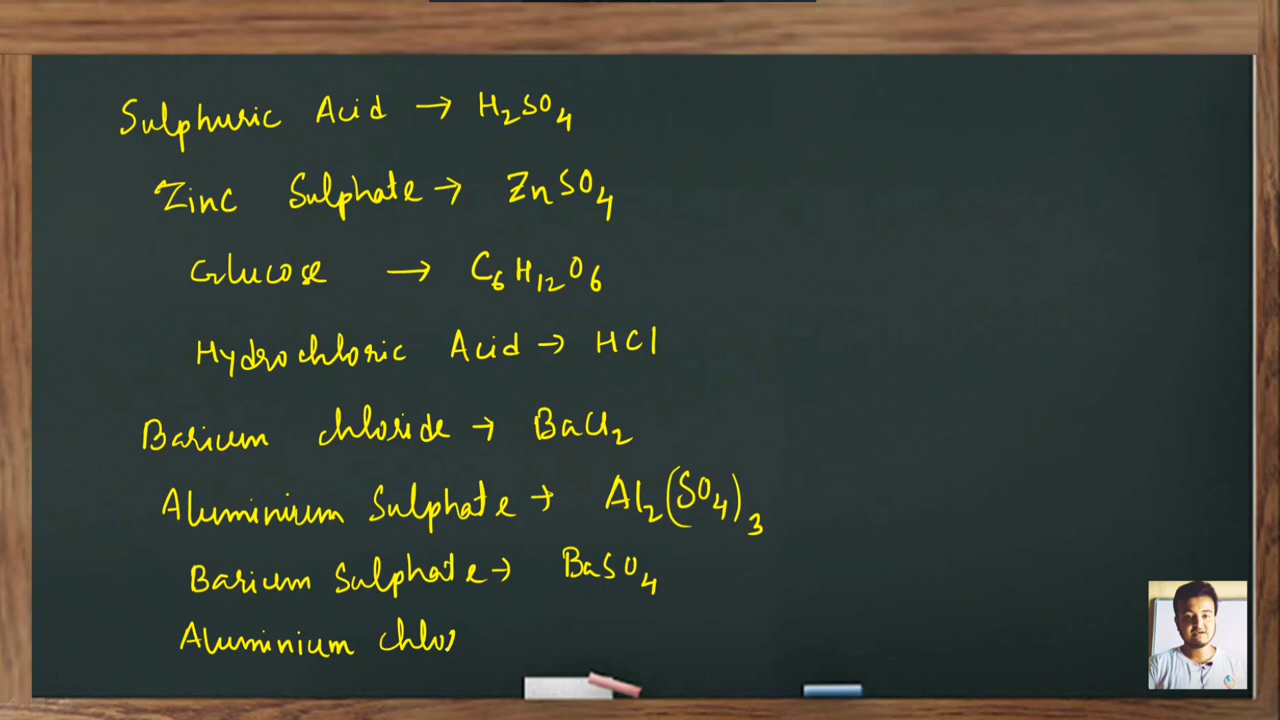 Sulphuric Acid → H₂SO₄
Zinc Sulphate → ZnSO₄
Glucose → C₆H₁₂O₆
Hydrochloric Acid → HCl
Barium chloride → BaCl₂
Aluminium Sulphate → Al₂(SO₄)₃
Barium Sulphate → BaSO₄
Aluminium chlor